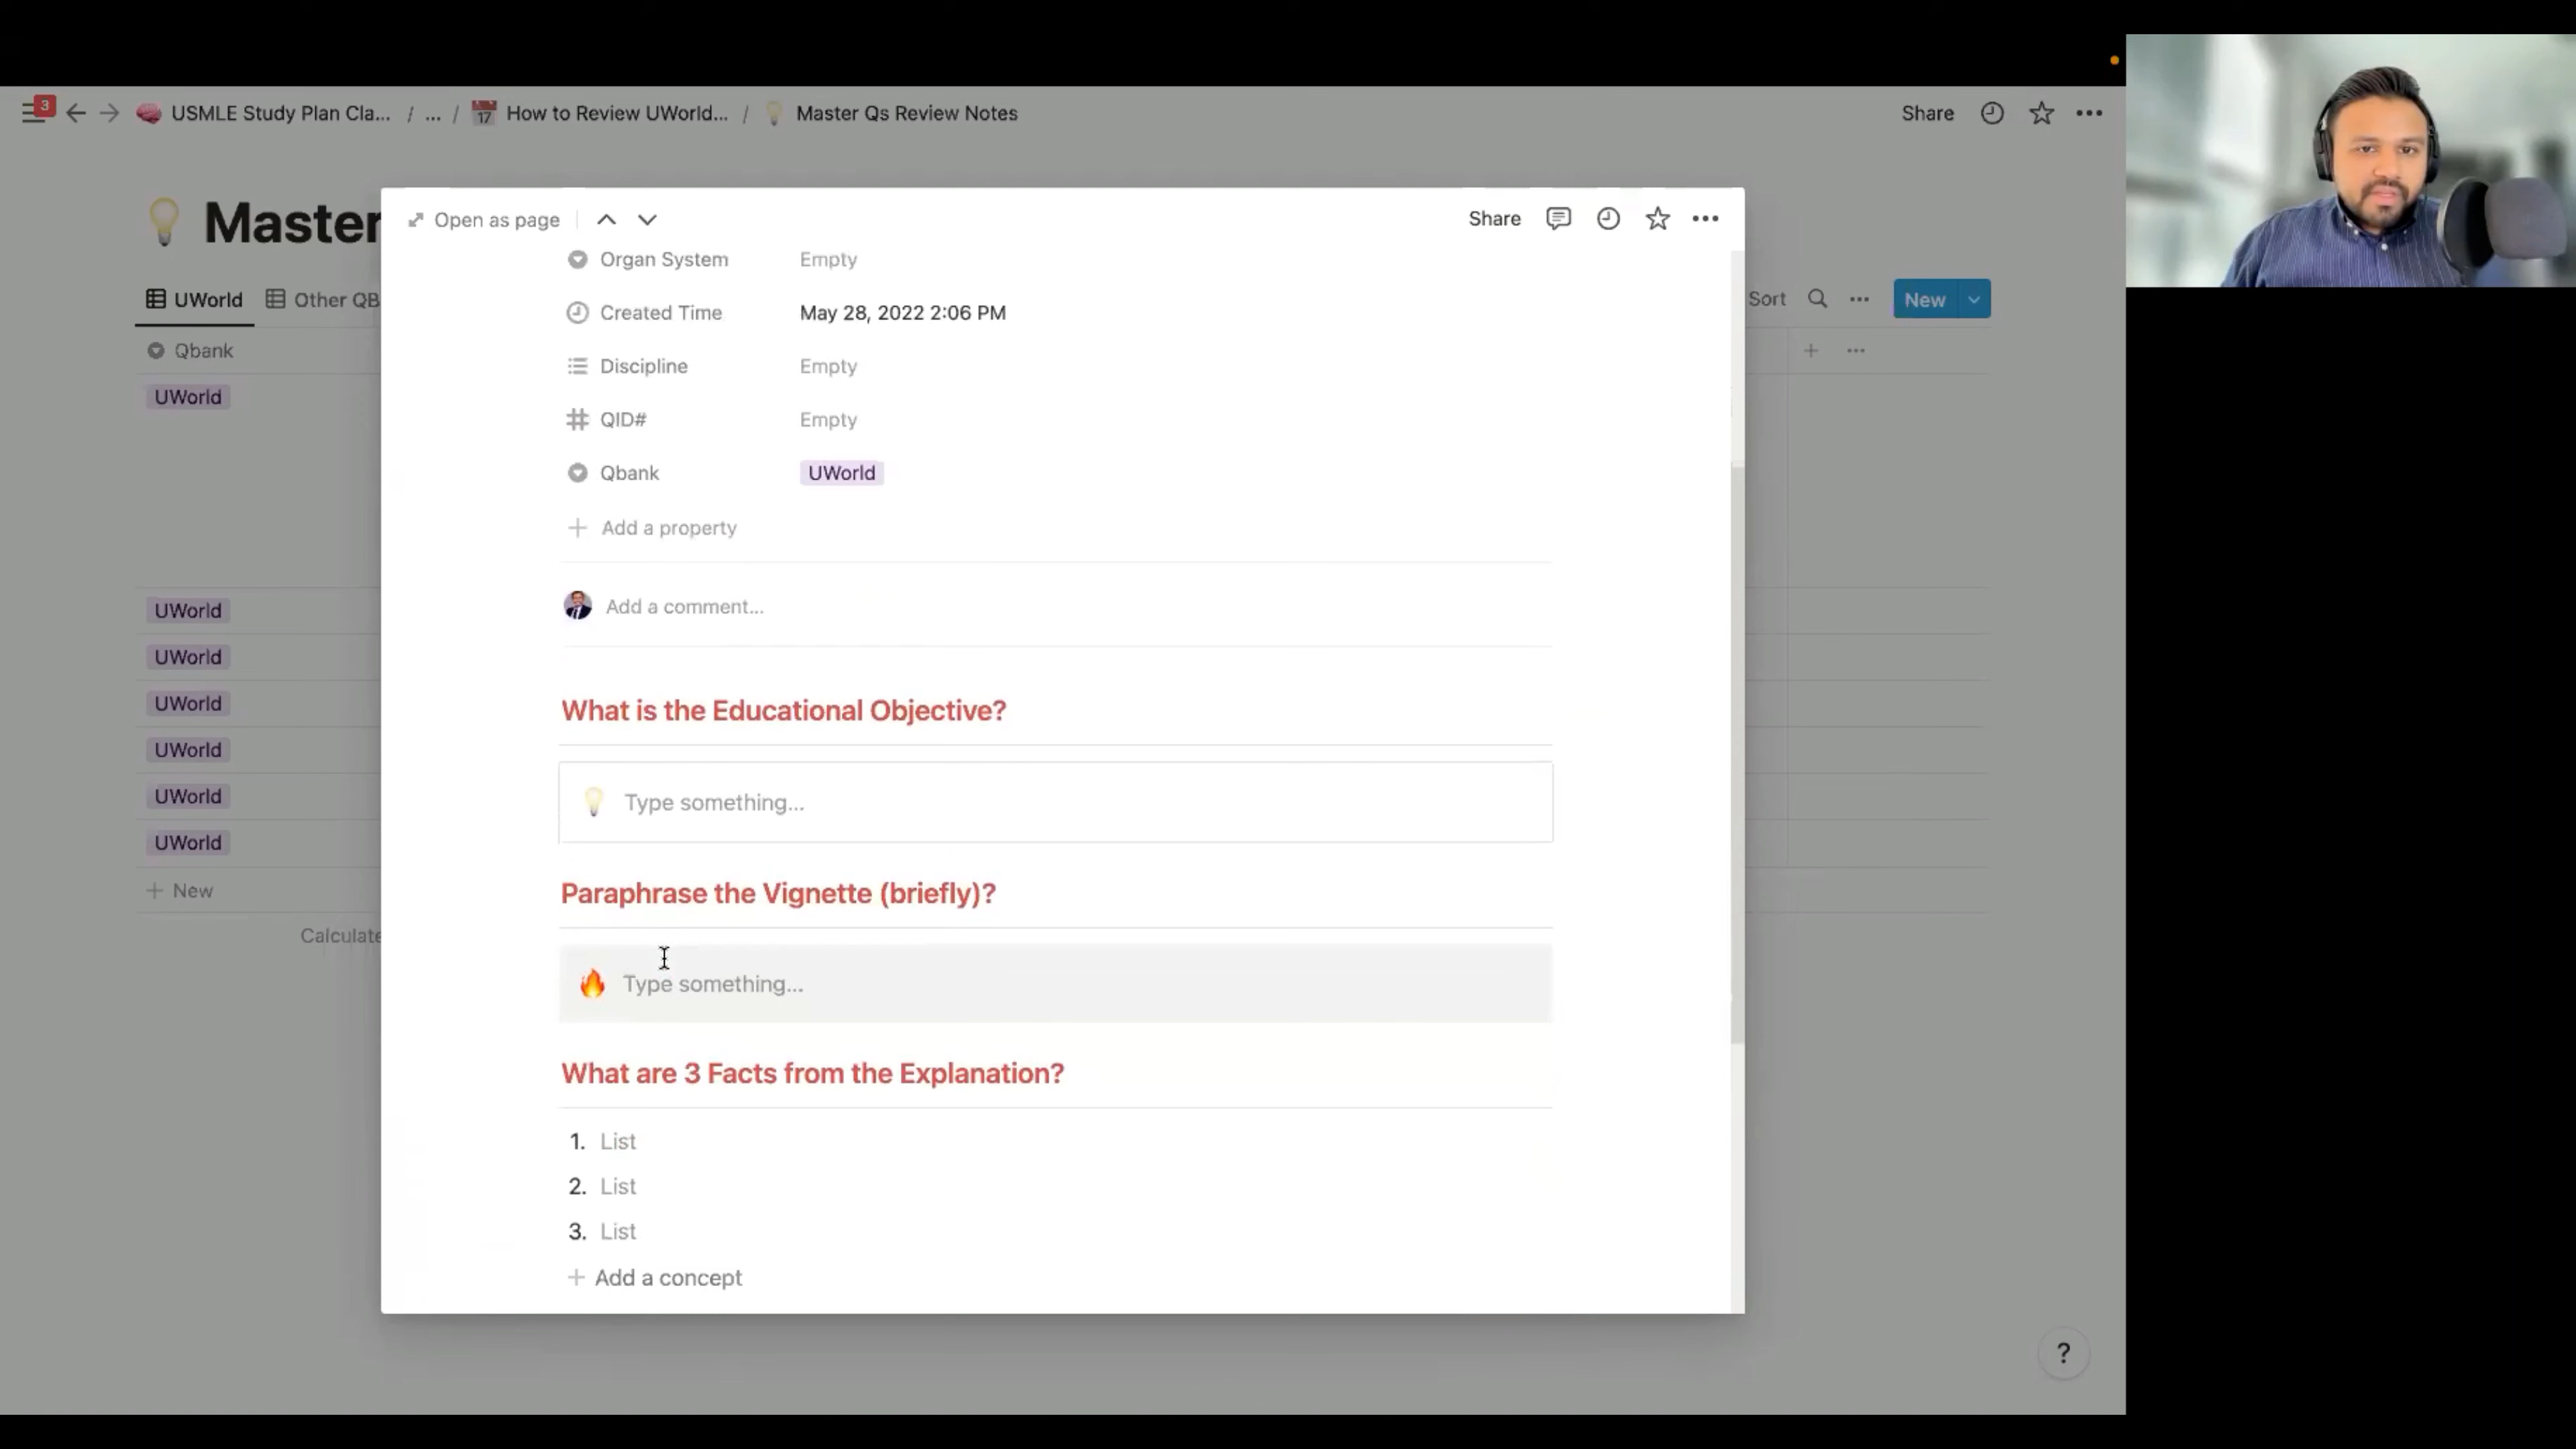 3
USMLE Study Plan Cla... / ... / How to Review UWorld... / Master Qs Review Notes
Share
17
Master
Open as page
Share
UWorld
Other QB
Sort
New
Qbank
UWorld
UWorld
UWorld
UWorld
UWorld
UWorld
UWorld
New
Calculate
Organ System Empty
Created Time May 28, 2022 2:06 PM
Discipline Empty
QID# Empty
Qbank UWorld
Add a property
Add a comment...
What is the Educational Objective?
Type something...
Paraphrase the Vignette (briefly)?
Type something...
What are 3 Facts from the Explanation?
1. List
2. List
3. List
Add a concept
?